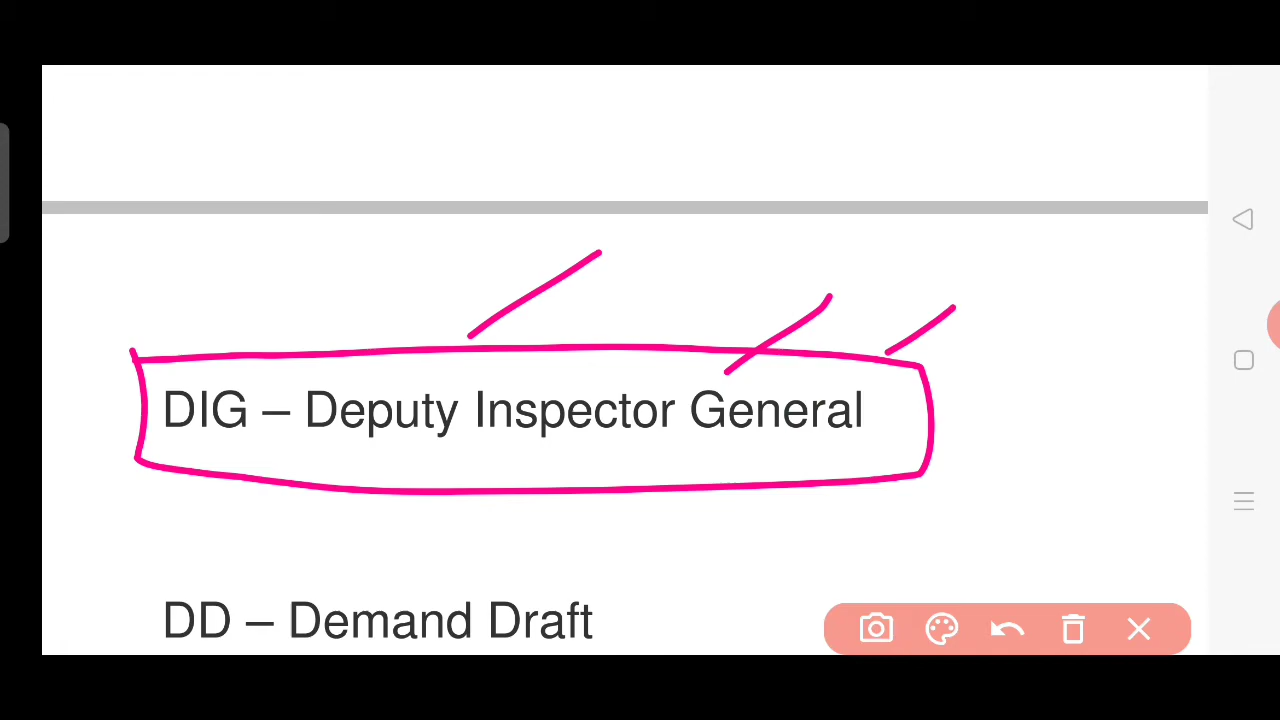 DIG – Deputy Inspector General
DD – Demand Draft